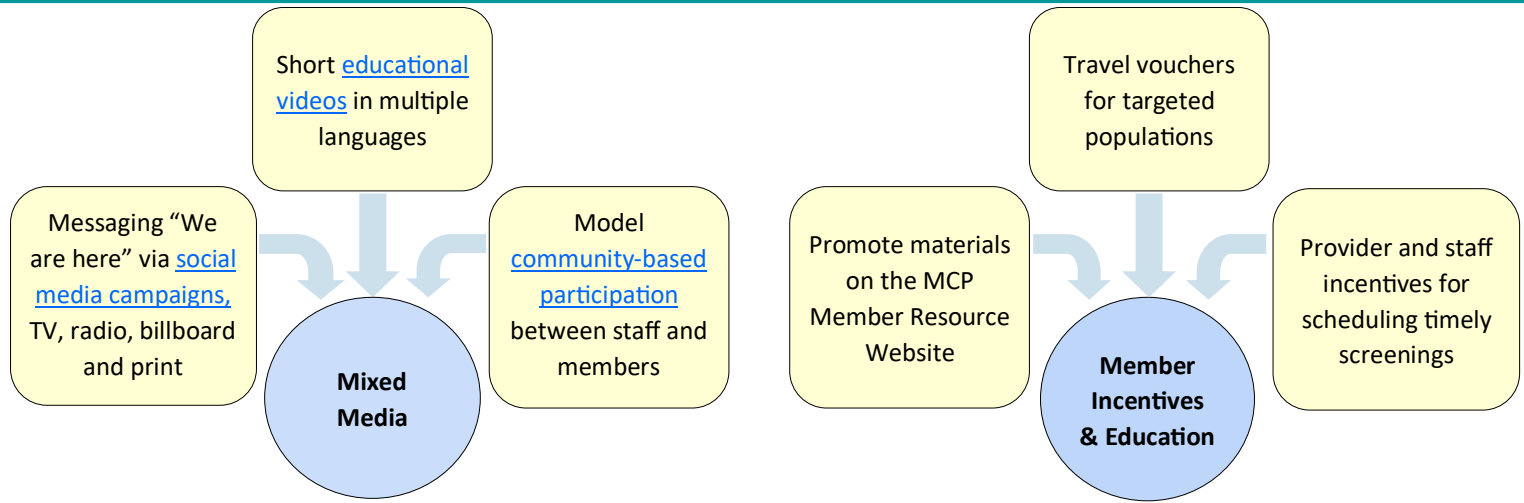 Short educational
videos in multiple
languages
Messaging “We
are here” via social
media campaigns,
TV, radio, billboard
and print
Model
community-based
participation
between staff and
members
Mixed
Media
Travel vouchers
for targeted
populations
Promote materials
on the MCP
Member Resource
Website
Provider and staff
incentives for
scheduling timely
screenings
Member
Incentives
& Education